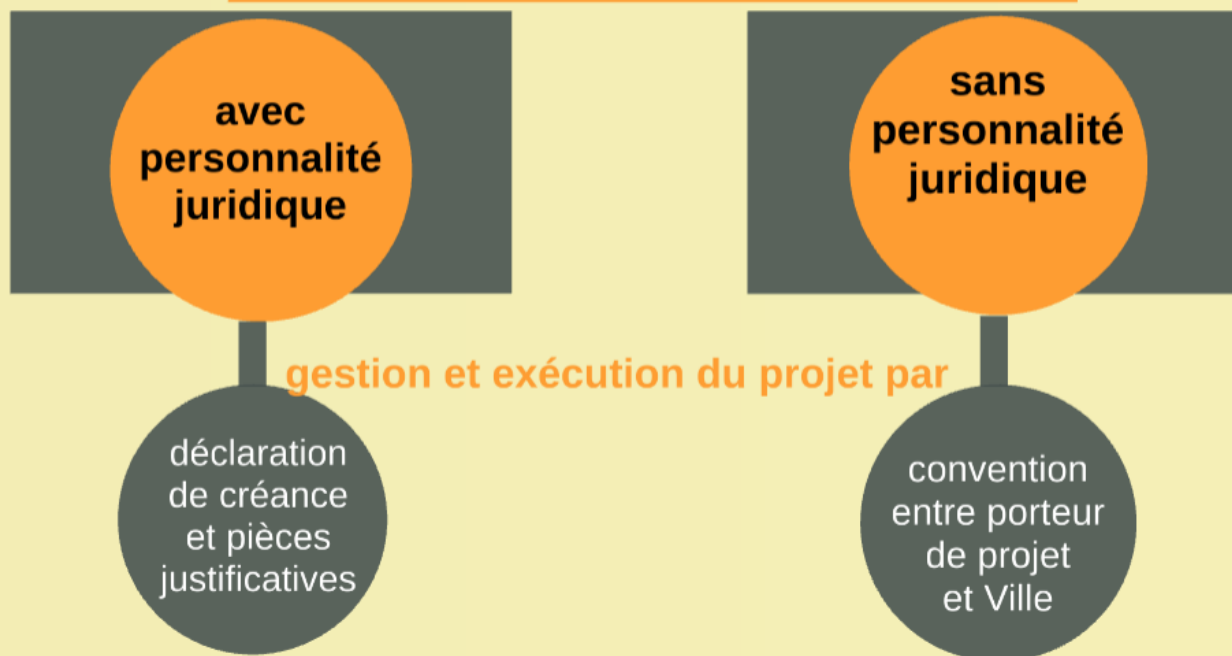 avec
personnalité
juridique
sans
personnalité
juridique
gestion et exécution du projet par
déclaration
de créance
et pièces
justificatives
convention
entre porteur
de projet
et Ville